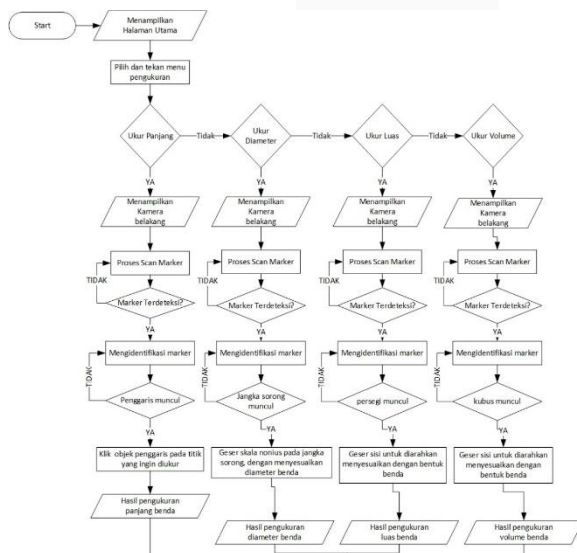 Start
Menampilkan
Halaman Utama
Pilih dan tekan menu
pengukuran
Ukur Panjang
Tidak
Ukur
Diameter
Tidak
Ukur Luas
Tidak
Ukur Volume
YA
YA
YA
YA
Menampilkan
Kamera
belakang
Menampilkan
Kamera
belakang
Menampilkan
Kamera
belakang
Menampilkan
Kamera
belakang
Proses Scan Marker
Proses Scan Marker
Proses Scan Marker
Proses Scan Marker
TIDAK
TIDAK
TIDAK
TIDAK
Marker Terdeteksi?
Marker Terdeteksi?
Marker Terdeteksi?
Marker Terdeteksi?
YA
YA
YA
YA
Mengidentifikasi marker
Mengidentifikasi marker
Mengidentifikasi marker
Mengidentifikasi marker
TIDAK
TIDAK
TIDAK
TIDAK
Penggaris muncul
Jangka sorong
muncul
persegi muncul
kubus muncul
YA
YA
YA
YA
Klik objek penggaris pada titik
yang ingin diukur
Geser skala nonius pada jangka
sorong, dengan menyesuaikan
diameter benda
Geser sisi untuk diarahkan
menyesuaikan dengan bentuk
benda
Geser sisi untuk diarahkan
menyesuaikan dengan
bentuk benda
Hasil pengukuran
panjang benda
Hasil pengukuran
diameter benda
Hasil pengukuran
luas benda
Hasil pengukuran
volume benda